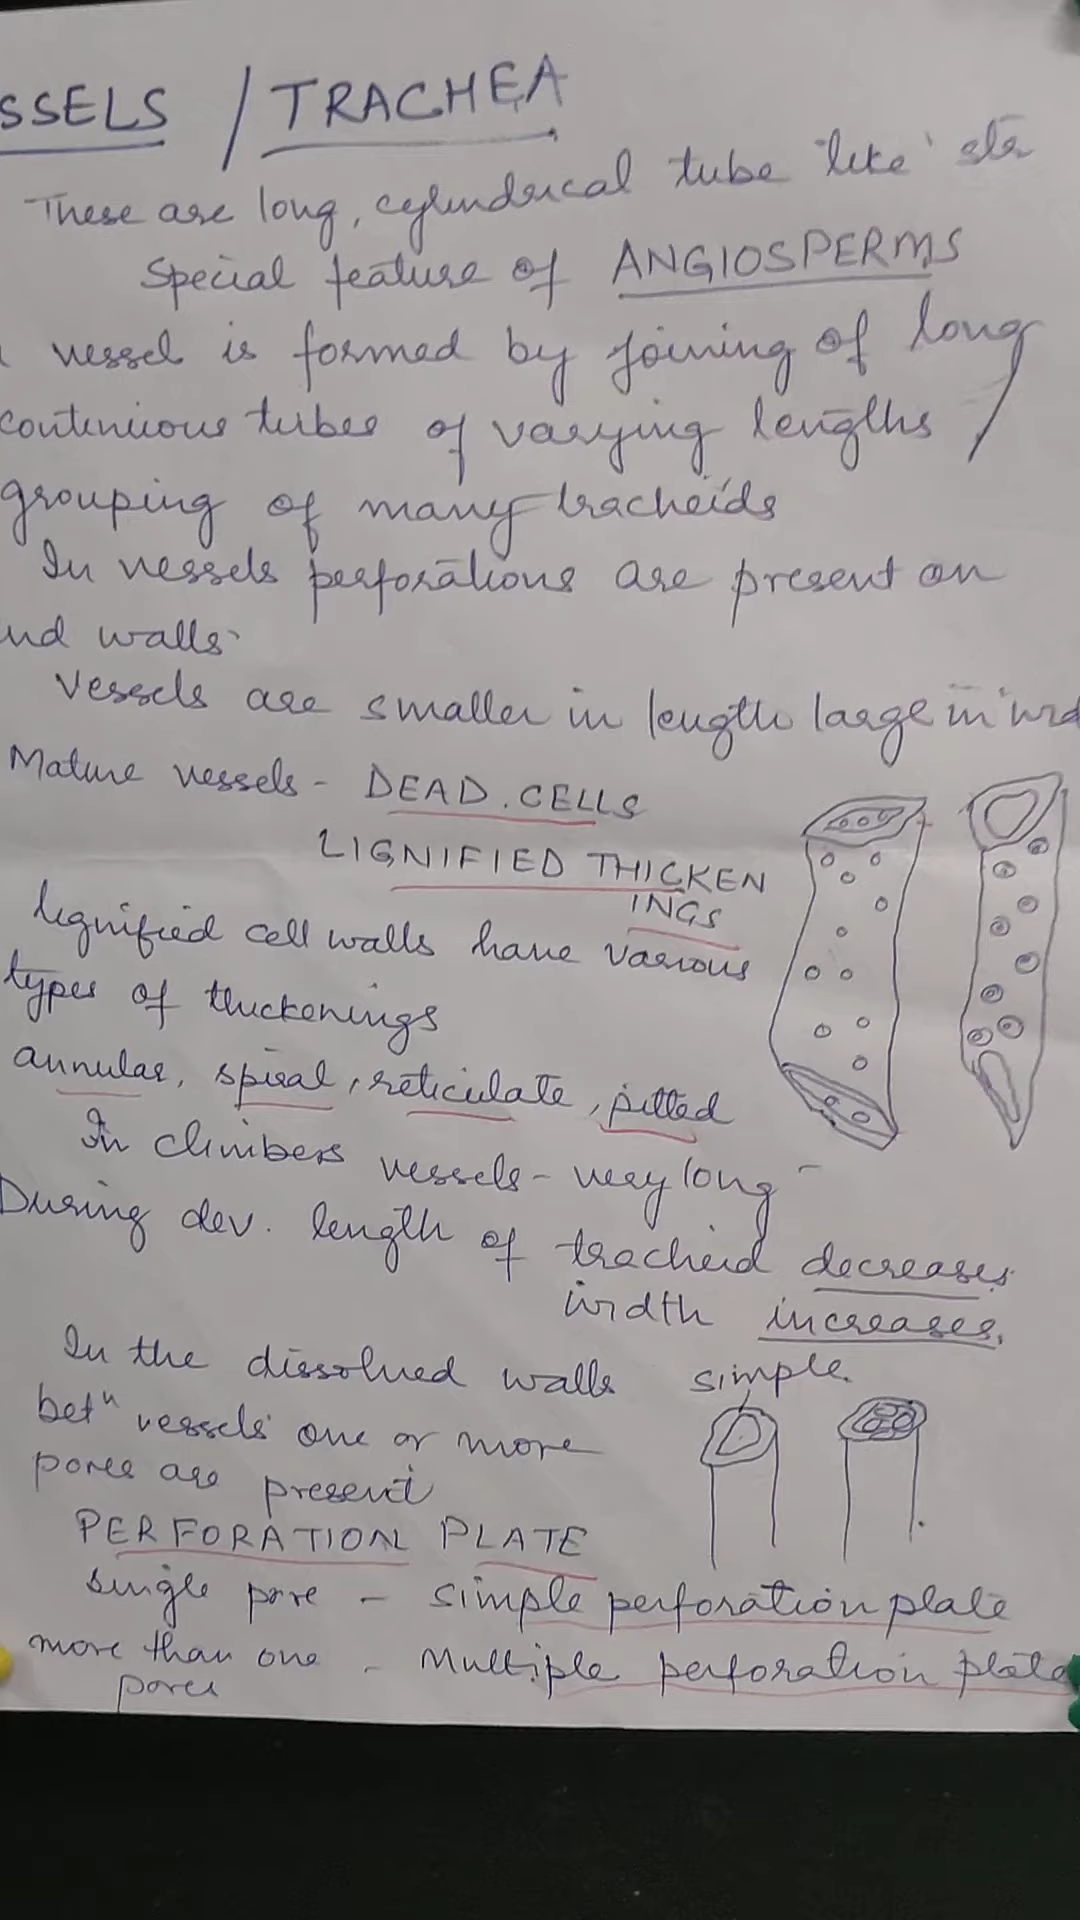 SSELS / TRACHEA
These are long, cylindrical tube 'like' str
Special feature of ANGIOSPERMS
vessel is formed by joining of long
continuous tubes of varying lengths /
grouping of many tracheids
In vessels perforations are present on
nd walls.
Vessels are smaller in length large in wid
Mature vessels - DEAD. CELLS
LIGNIFIED THICKEN
INGS
lignified cell walls have various
types of thickenings
annular, spiral, reticulate, pitted
In climbers vessels - very long
During dev. length of tracheid decreases
width increases.
In the dissolved walls
betn vessels one or more
pores are present
simple
PERFORATION PLATE
single pore - simple perforation plate
more than one - Multiple perforation plate
pores